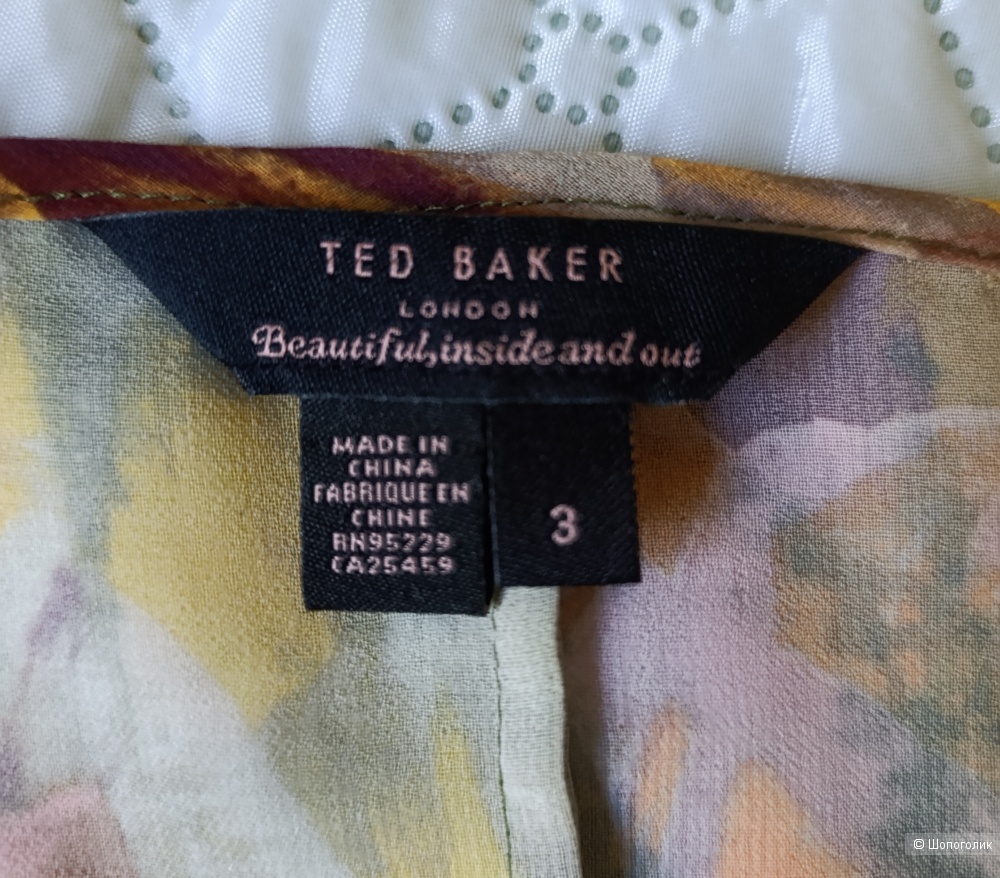 TED BAKER
LONDON
Beautiful, inside and out
MADE IN
CHINA
FABRIQUE EN
CHINE
RN95229
CA25459
3
© Шопоголик